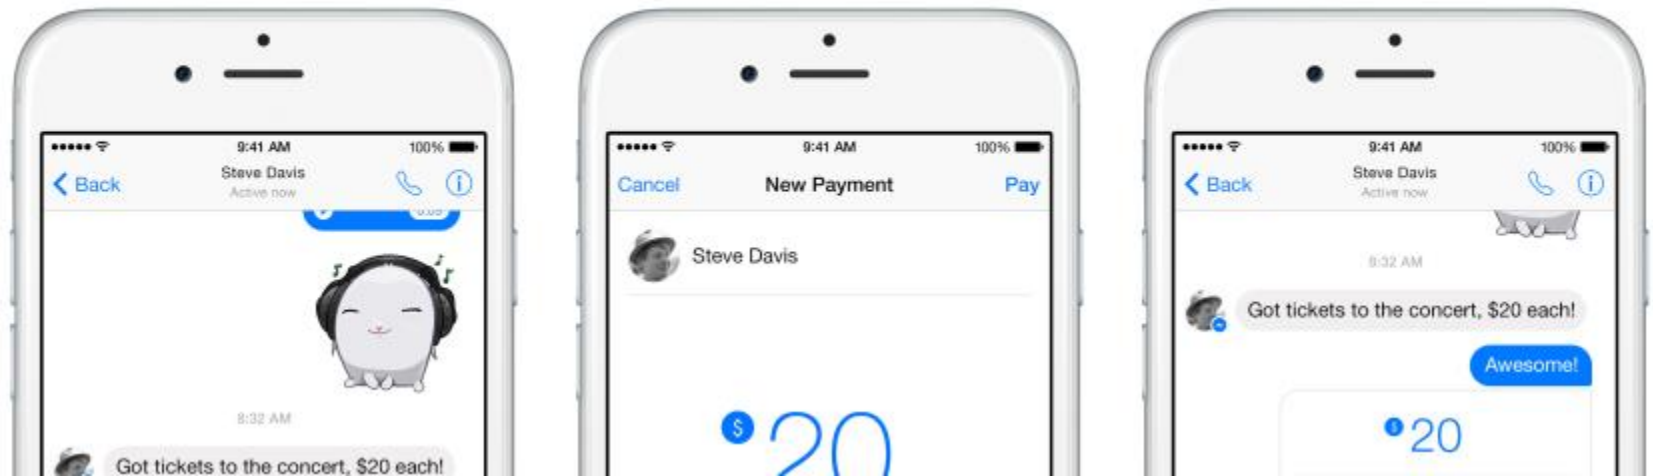 9:41 AM
100%
Back
Steve Davis
Active now
8:32 AM
Got tickets to the concert, $20 each!
9:41 AM
100%
Cancel
New Payment
Pay
Steve Davis
$ 20
9:41 AM
100%
Back
Steve Davis
Active now
8:32 AM
Got tickets to the concert, $20 each!
Awesome!
$ 20